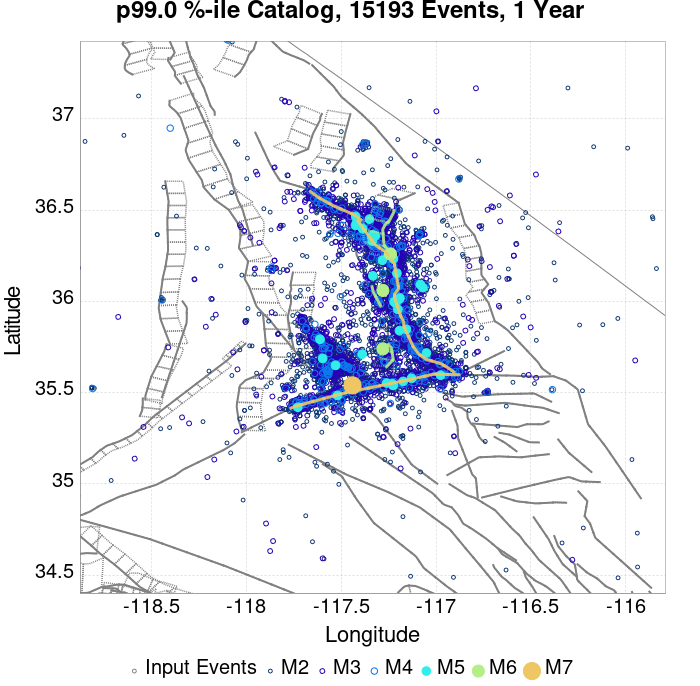 p99.0 %-ile Catalog, 15193 Events, 1 Year
37
36.5
36
35.5
35
34.5
Latitude
-118.5 -118 -117.5 -117 -116.5 -116
Longitude
Input Events M2 M3 M4 M5 M6 M7